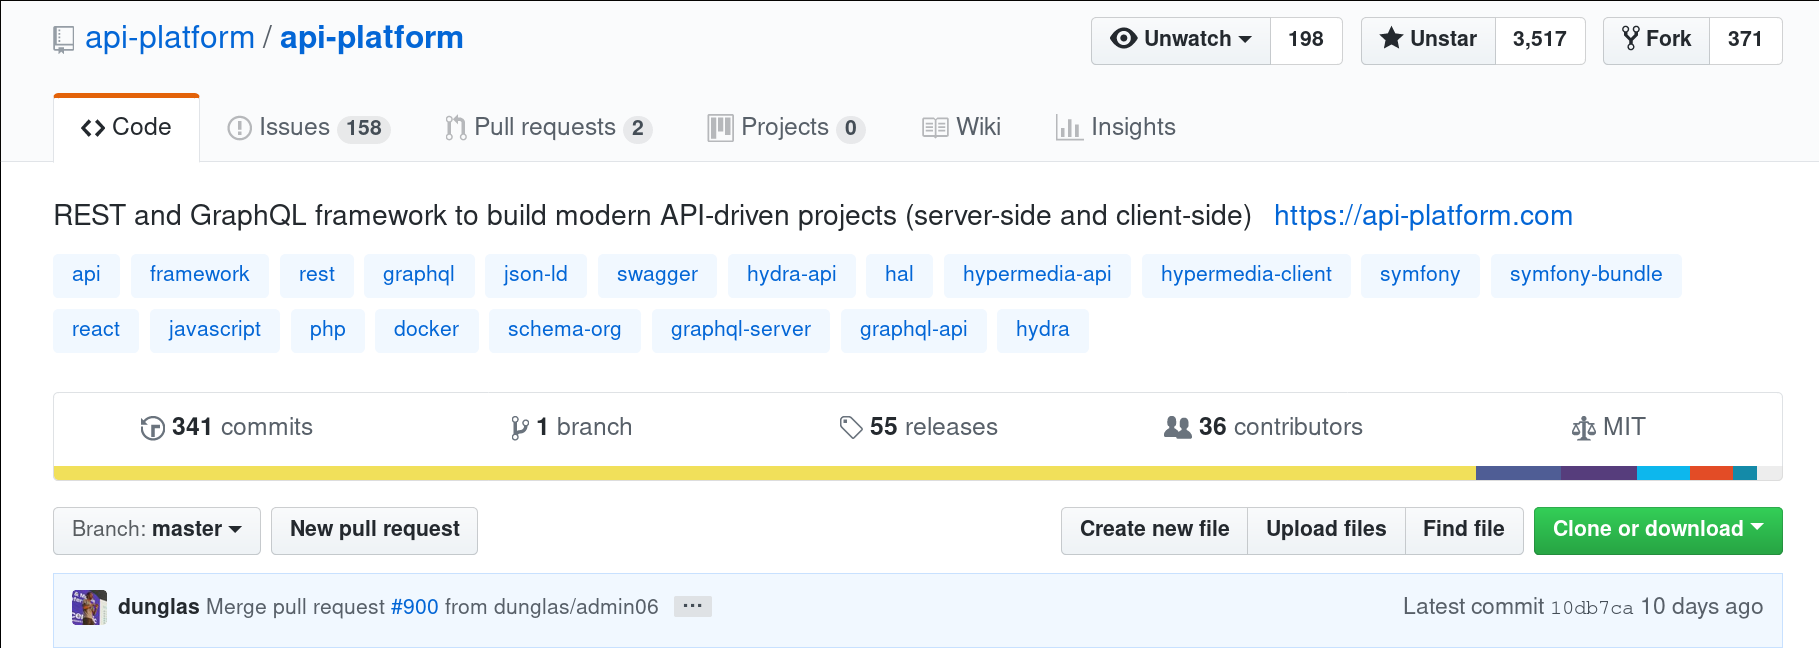 api-platform / api-platform Unwatch 198 Unstar 3,517 Fork 371
Code Issues 158 Pull requests 2 Projects 0 Wiki Insights
REST and GraphQL framework to build modern API-driven projects (server-side and client-side) https://api-platform.com
api framework rest graphql json-ld swagger hydra-api hal hypermedia-api hypermedia-client symfony symfony-bundle
react javascript php docker schema-org graphql-server graphql-api hydra
341 commits 1 branch 55 releases 36 contributors MIT
Branch: master New pull request Create new file Upload files Find file Clone or download
dunglas Merge pull request #900 from dunglas/admin06 ... Latest commit 10db7ca 10 days ago